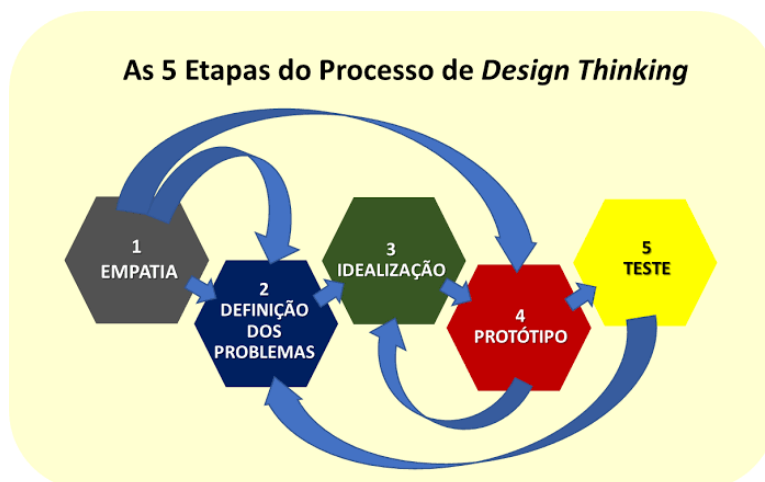 As 5 Etapas do Processo de Design Thinking
1
EMPATIA
2
DEFINIÇÃO
DOS
PROBLEMAS
3
IDEALIZAÇÃO
4
PROTÓTIPO
5
TESTE